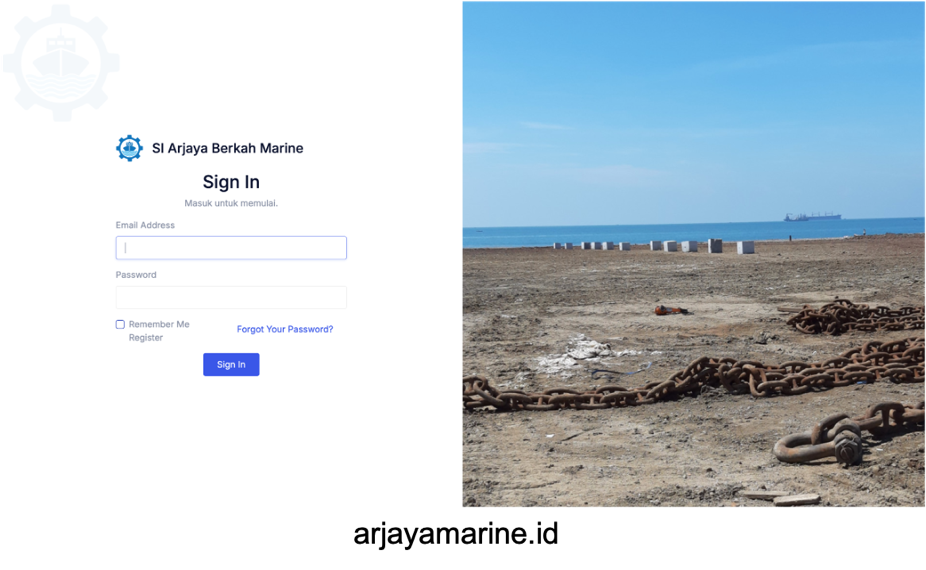 SI Arjaya Berkah Marine
Sign In
Masuk untuk memulai.
Email Address
Password
Remember Me
Register
Forgot Your Password?
Sign In
arjayamarine.id